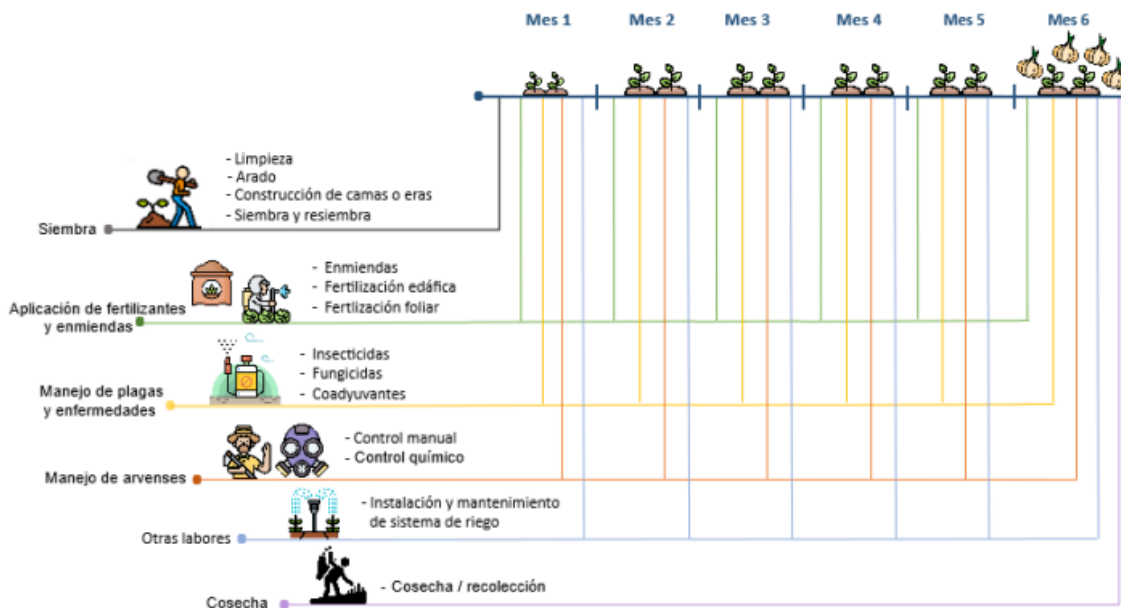 Mes 1 Mes 2 Mes 3 Mes 4 Mes 5 Mes 6
- Limpieza
- Arado
- Construcción de camas o eras
- Siembra y resiembra
Siembra
- Enmiendas
- Fertilización edáfica
- Fertlización foliar
Aplicación de fertilizantes
y enmiendas
- Insecticidas
- Fungicidas
- Coadyuvantes
Manejo de plagas
y enfermedades
- Control manual
- Control químico
Manejo de arvenses
- Instalación y mantenimiento
de sistema de riego
Otras labores
- Cosecha / recolección
Cosecha